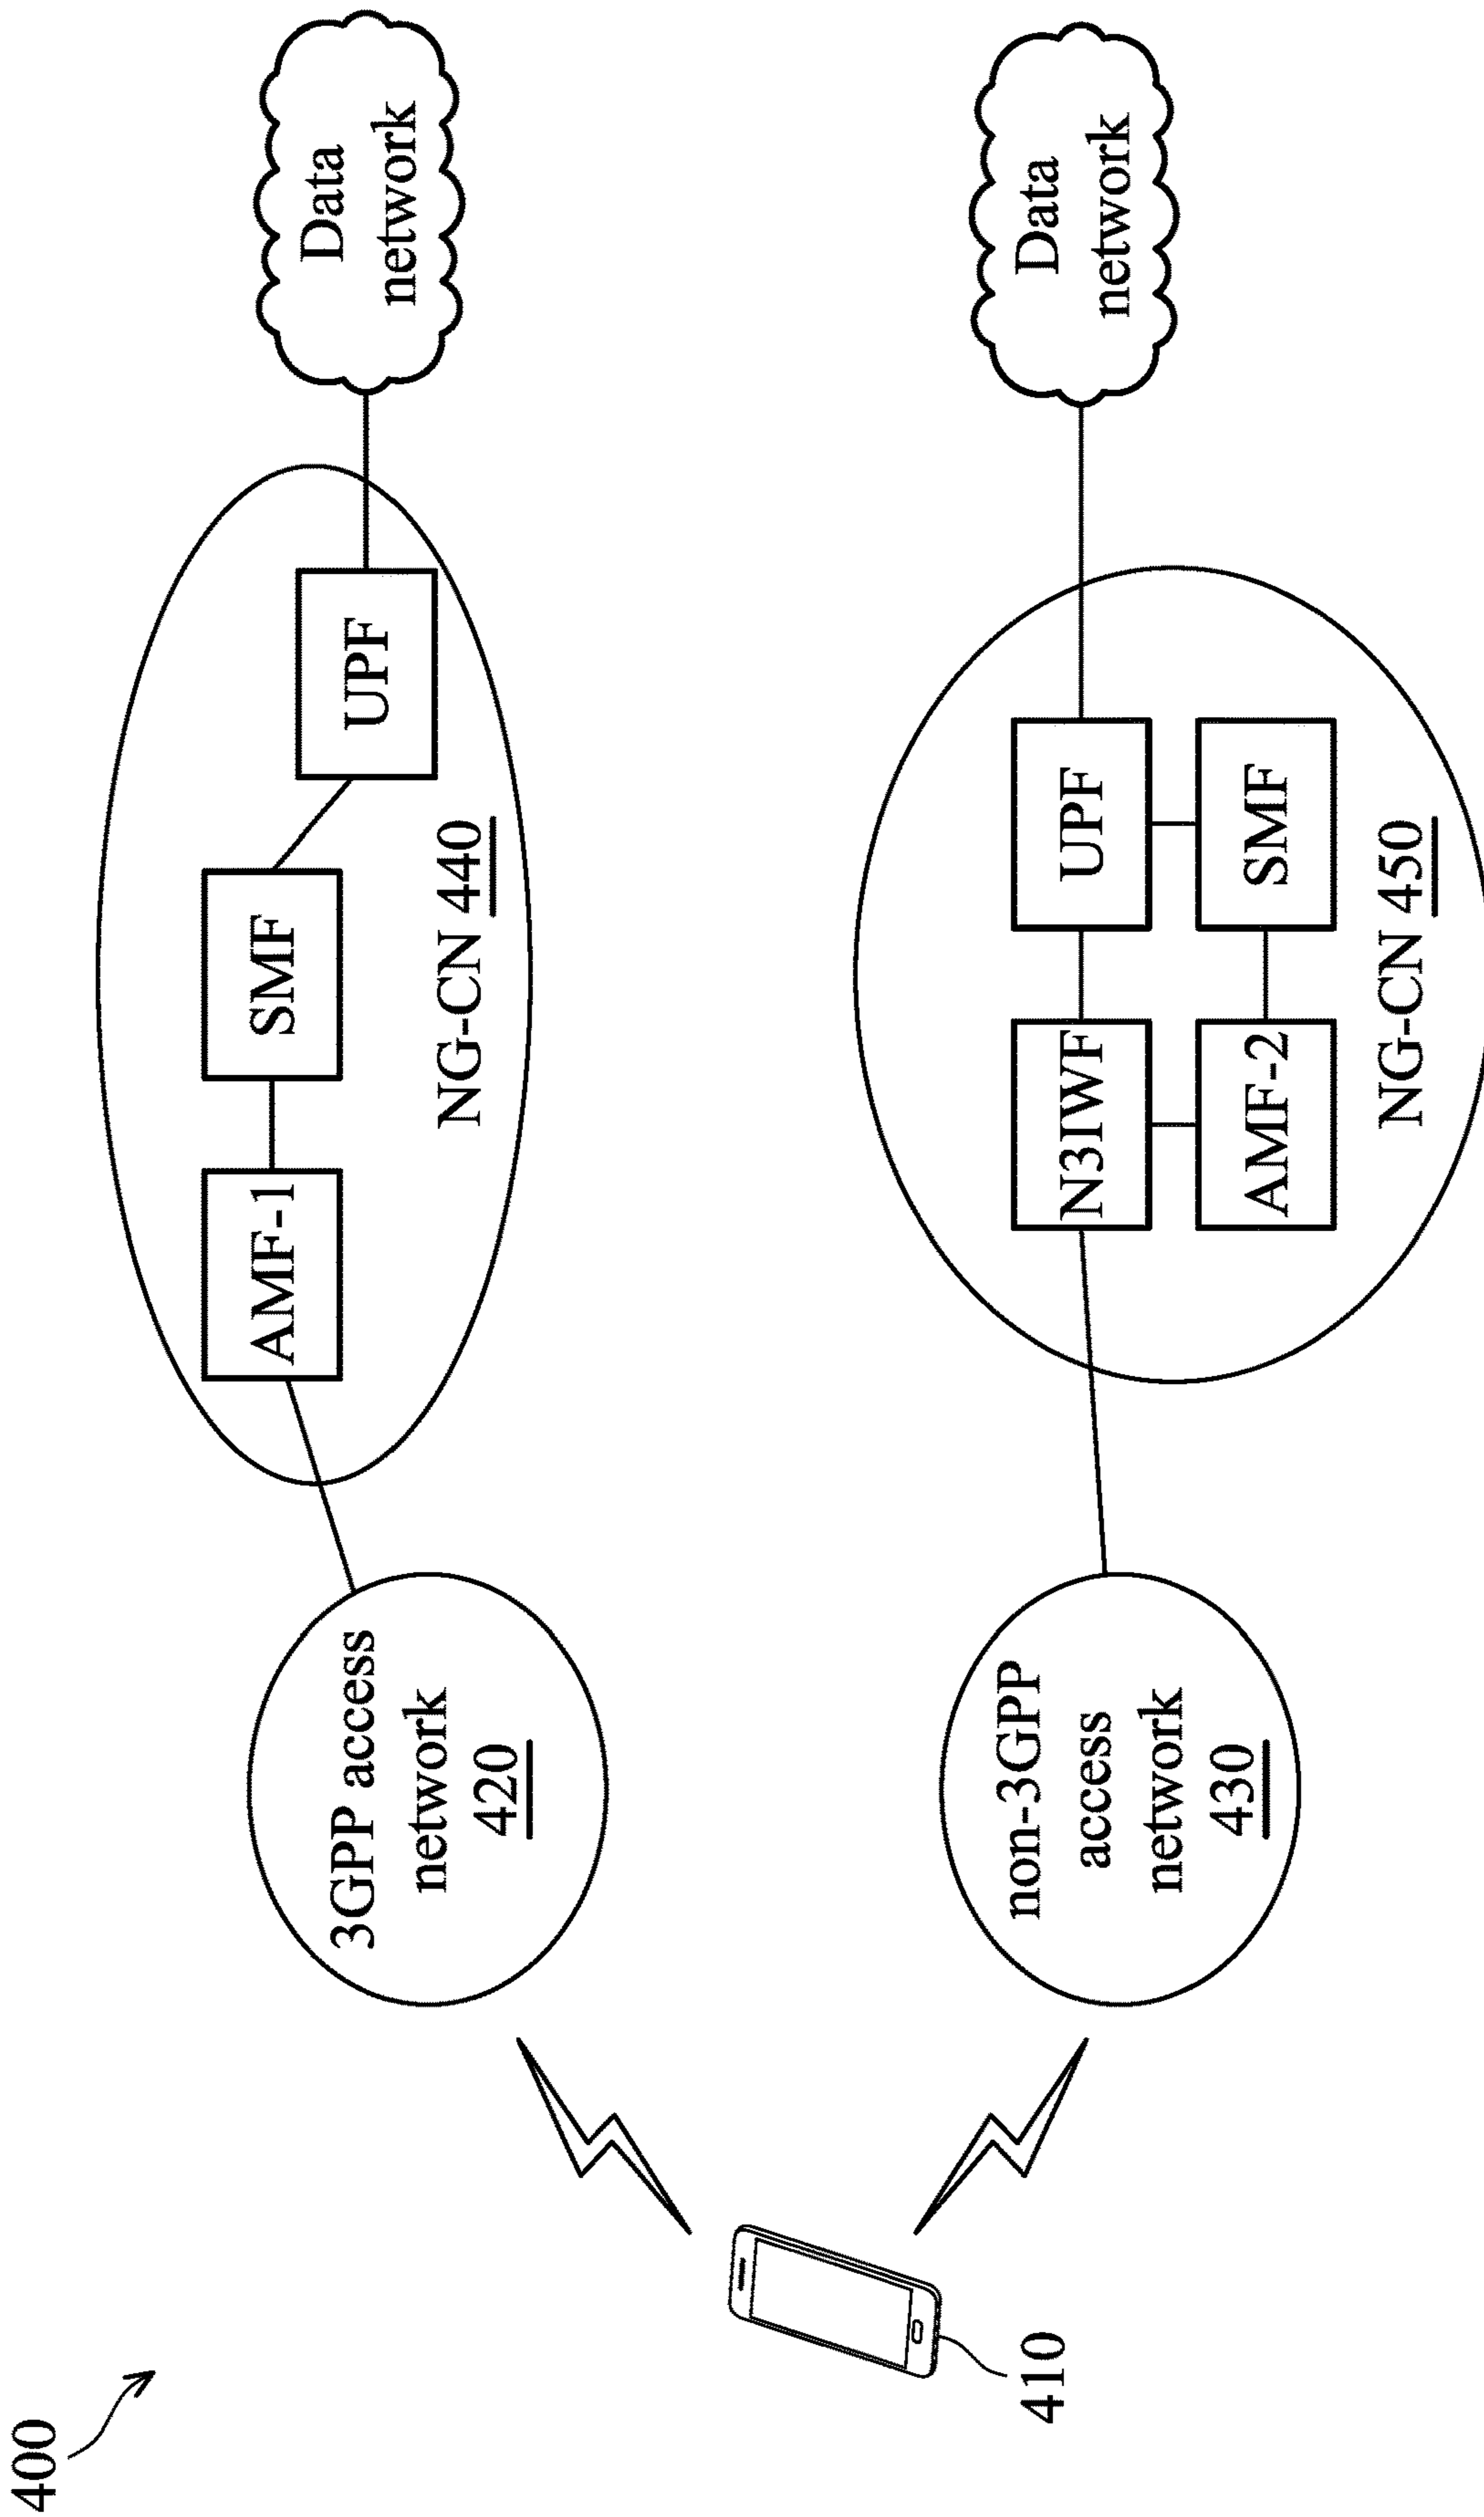 400
410
3GPP access
network
420
AMF-1
SMF
UPF
NG-CN 440
Data
network
non-3GPP
access
network
430
N3IWF
UPF
AMF-2
SMF
NG-CN 450
Data
network